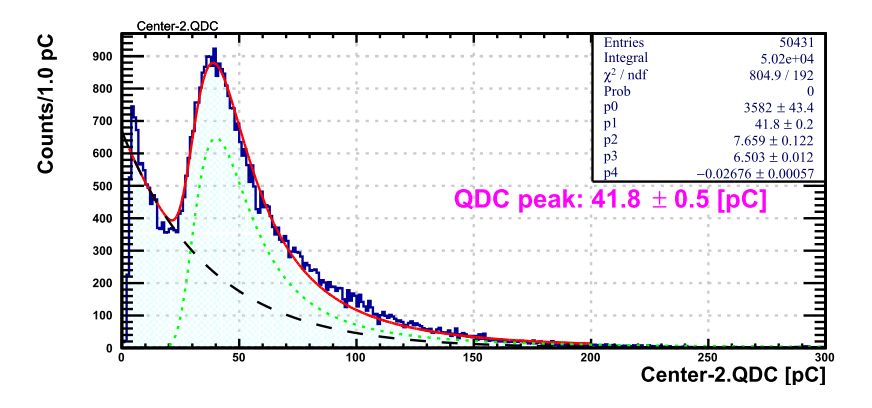 Center-2.QDC
Counts/1.0 pC
900
800
700
600
500
400
300
200
100
0
0 50 100 150 200 250 300
Center-2.QDC [pC]
Entries 50431
Integral 5.02e+04
χ² / ndf 804.9 / 192
Prob 0
p0 3582 ± 43.4
p1 41.8 ± 0.2
p2 7.659 ± 0.122
p3 6.503 ± 0.012
p4 −0.02676 ± 0.00057
QDC peak: 41.8 ± 0.5 [pC]